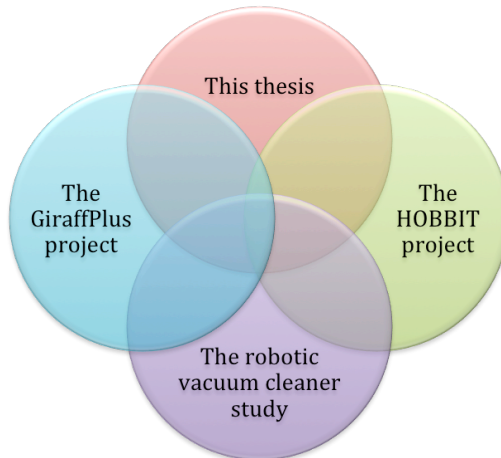 This thesis
The
GiraffPlus
project
The
HOBBIT
project
The robotic
vacuum cleaner
study